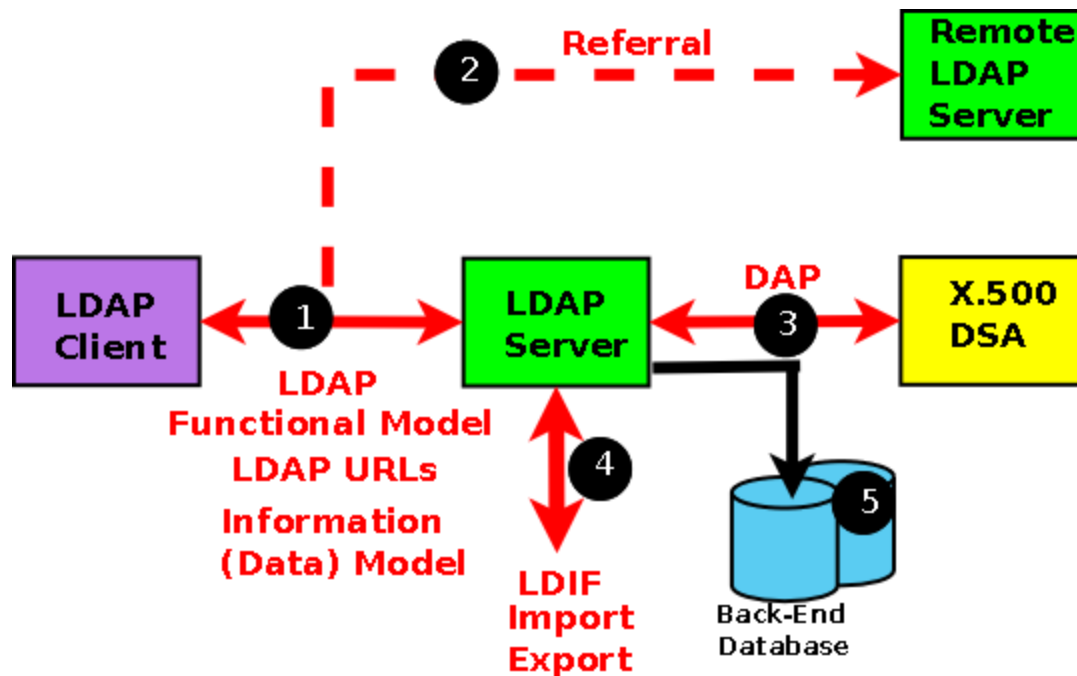 2
Referral
Remote
LDAP
Server
LDAP
Client
1
LDAP
Server
DAP
3
X.500
DSA
LDAP
Functional Model
LDAP URLs
Information
(Data) Model
4
LDIF
Import
Export
5
Back-End
Database